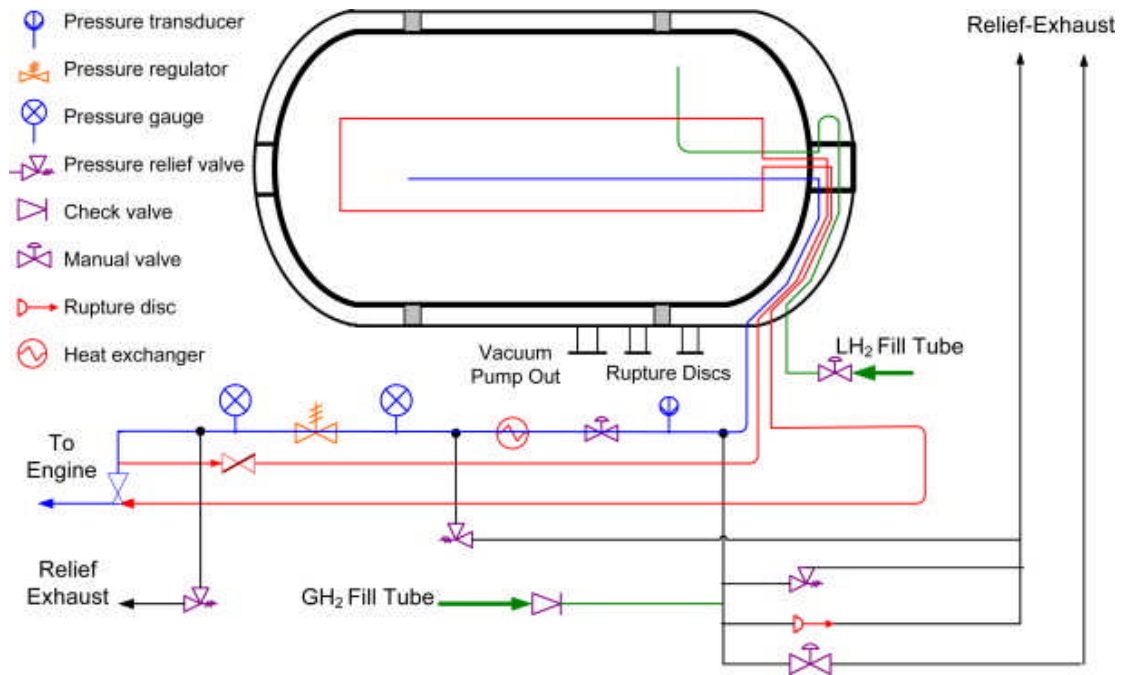 Pressure transducer
Pressure regulator
Pressure gauge
Pressure relief valve
Check valve
Manual valve
Rupture disc
Heat exchanger
Relief-Exhaust
Vacuum
Pump Out
Rupture Discs
LH₂ Fill Tube
To
Engine
Relief
Exhaust
GH₂ Fill Tube